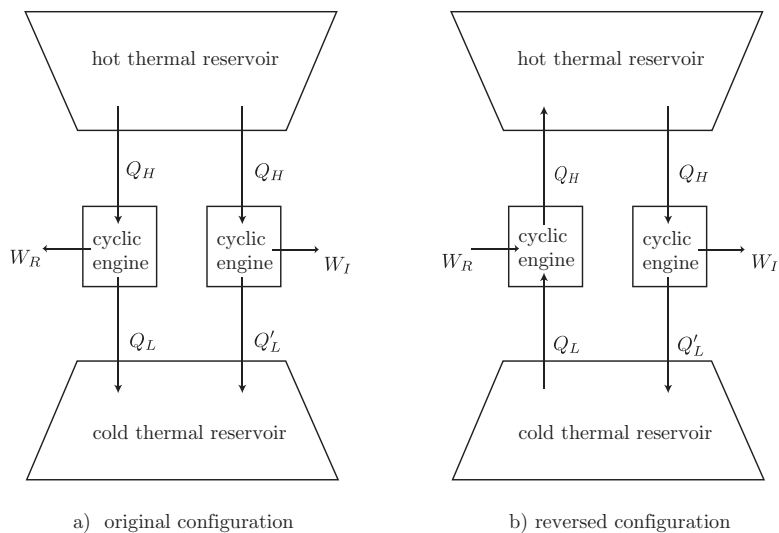 hot thermal reservoir
Q_H
Q_H
cyclic
engine
cyclic
engine
W_R
W_I
Q_L
Q'_L
cold thermal reservoir
a) original configuration
hot thermal reservoir
Q_H
Q_H
cyclic
engine
cyclic
engine
W_R
W_I
Q_L
Q'_L
cold thermal reservoir
b) reversed configuration